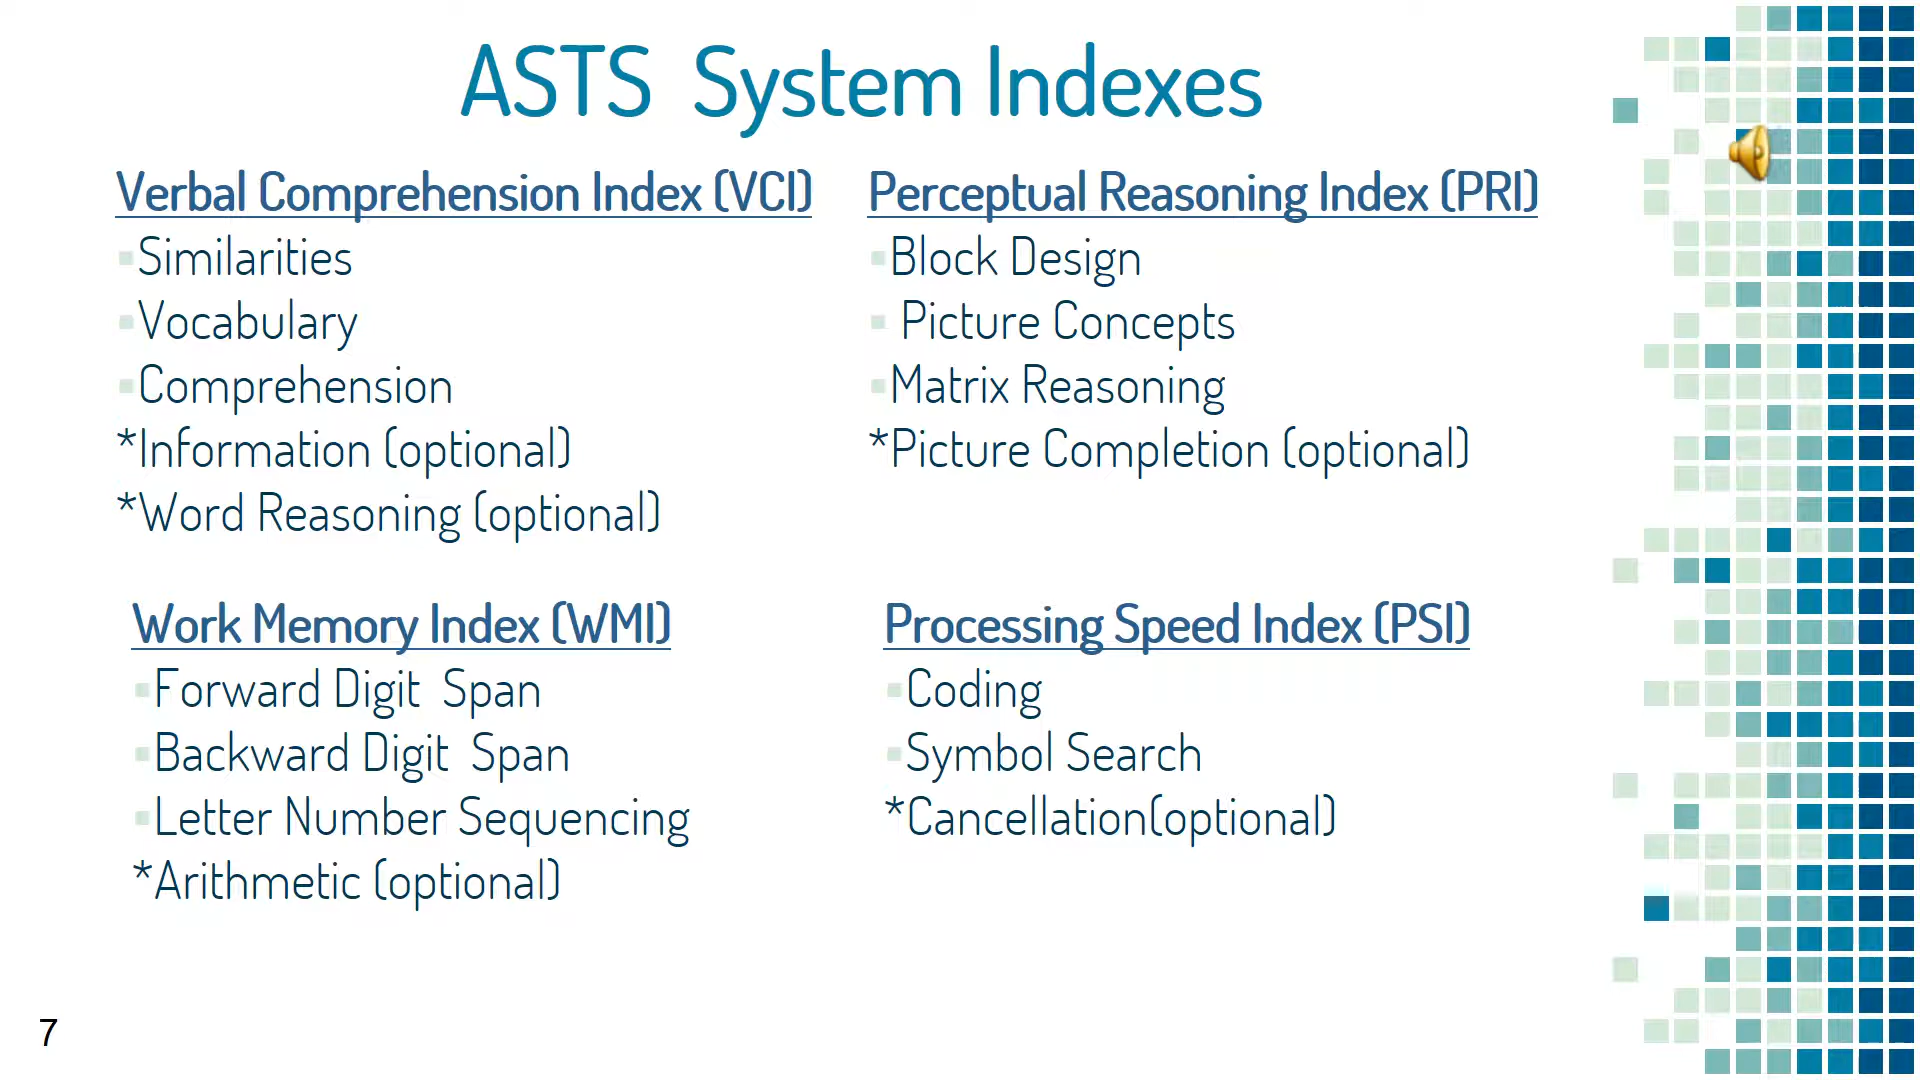 ASTS System Indexes
Verbal Comprehension Index (VCI)
▪Similarities
▪Vocabulary
▪Comprehension
*Information (optional)
*Word Reasoning (optional)
Perceptual Reasoning Index (PRI)
▪Block Design
▪ Picture Concepts
▪Matrix Reasoning
*Picture Completion (optional)
Work Memory Index (WMI)
▪Forward Digit Span
▪Backward Digit Span
▪Letter Number Sequencing
*Arithmetic (optional)
Processing Speed Index (PSI)
▪Coding
▪Symbol Search
*Cancellation(optional)
7